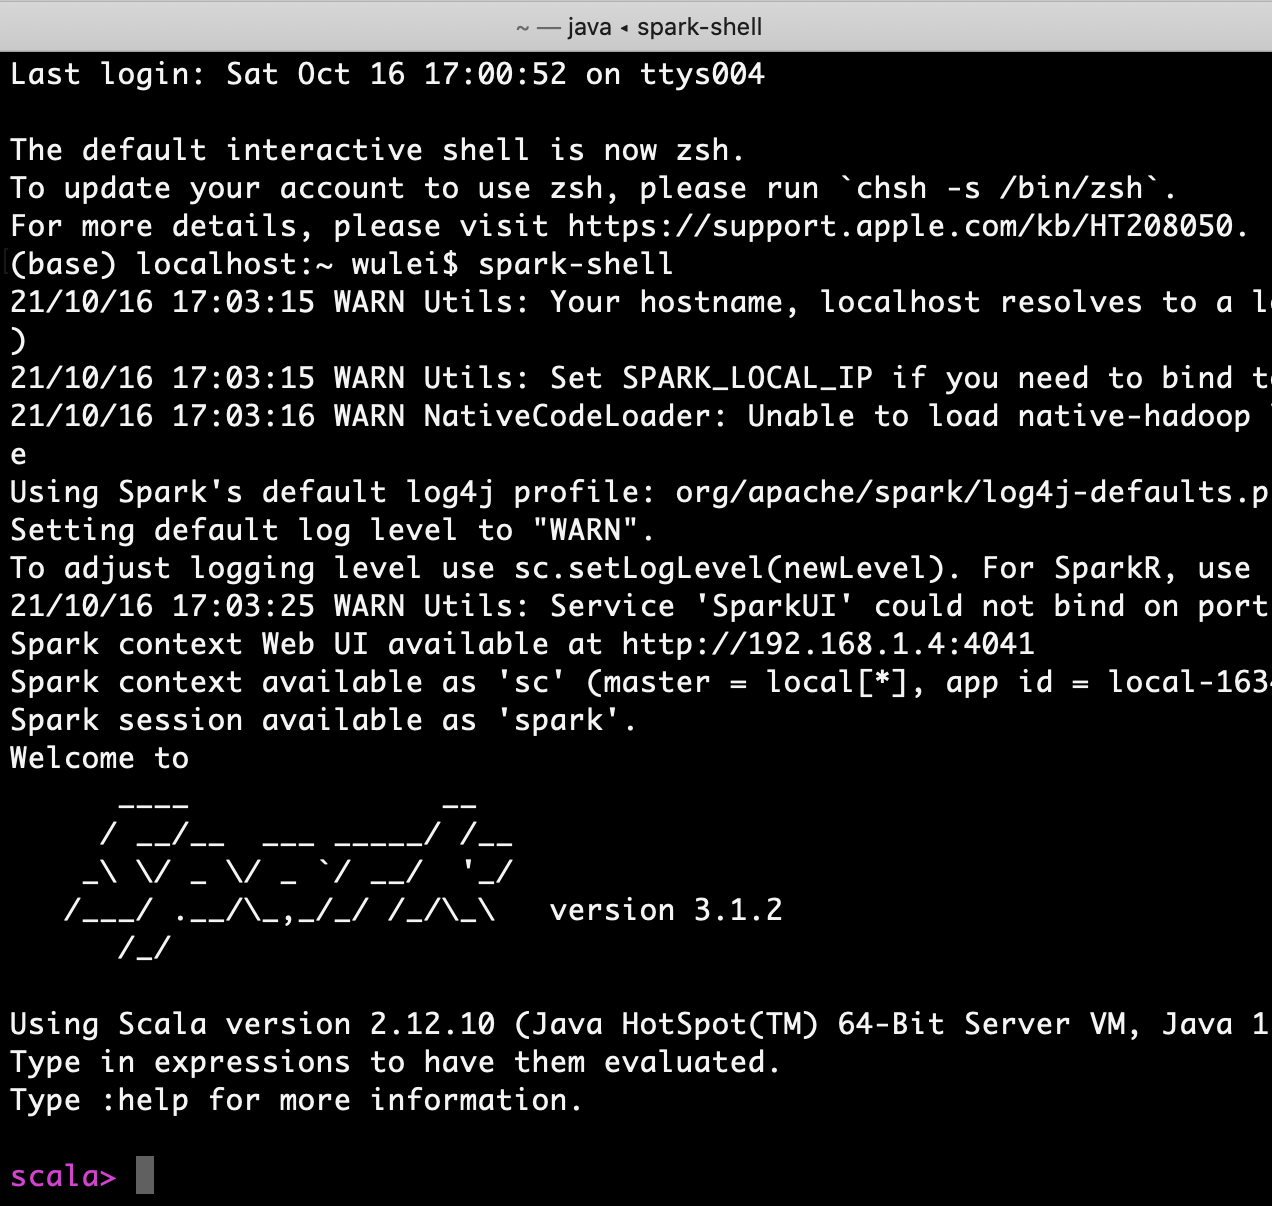 ~ — java ◂ spark-shell
Last login: Sat Oct 16 17:00:52 on ttys004
The default interactive shell is now zsh.
To update your account to use zsh, please run `chsh -s /bin/zsh`.
For more details, please visit https://support.apple.com/kb/HT208050.
(base) localhost:~ wulei$ spark-shell
21/10/16 17:03:15 WARN Utils: Your hostname, localhost resolves to a
)
21/10/16 17:03:15 WARN Utils: Set SPARK_LOCAL_IP if you need to bind
21/10/16 17:03:16 WARN NativeCodeLoader: Unable to load native-hadoop
e
Using Spark's default log4j profile: org/apache/spark/log4j-defaults.p
Setting default log level to "WARN".
To adjust logging level use sc.setLogLevel(newLevel). For SparkR, use
21/10/16 17:03:25 WARN Utils: Service 'SparkUI' could not bind on port
Spark context Web UI available at http://192.168.1.4:4041
Spark context available as 'sc' (master = local[*], app id = local-163
Spark session available as 'spark'.
Welcome to
      ____              __
     / __/__  ___ _____/ /__
    _\ \/ _ \/ _ `/ __/  '_/
   /___/ .__/\_,_/_/ /_/\_\   version 3.1.2
      /_/
Using Scala version 2.12.10 (Java HotSpot(TM) 64-Bit Server VM, Java 1
Type in expressions to have them evaluated.
Type :help for more information.
scala>